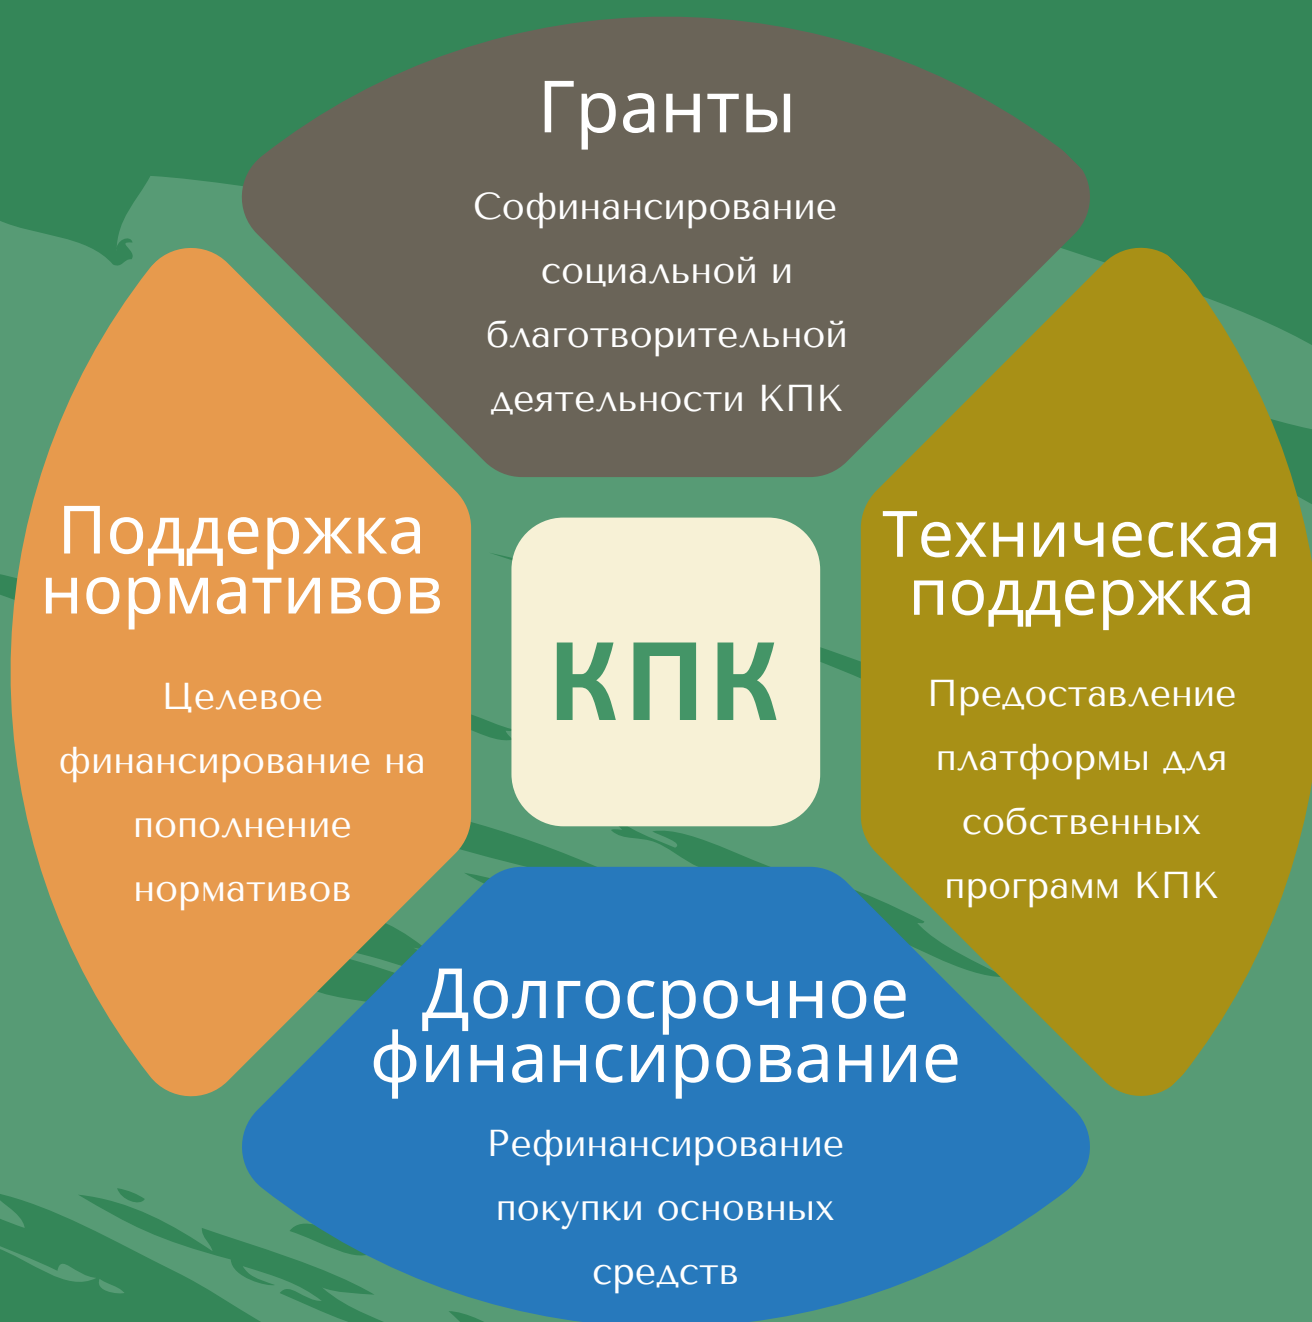 Гранты
Софинансирование
социальной и
благотворительной
деятельности КПК
Поддержка
нормативов
Целевое
финансирование на
пополнение
нормативов
КПК
Техническая
поддержка
Предоставление
платформы для
собственных
программ КПК
Долгосрочное
финансирование
Рефинансирование
покупки основных
средств